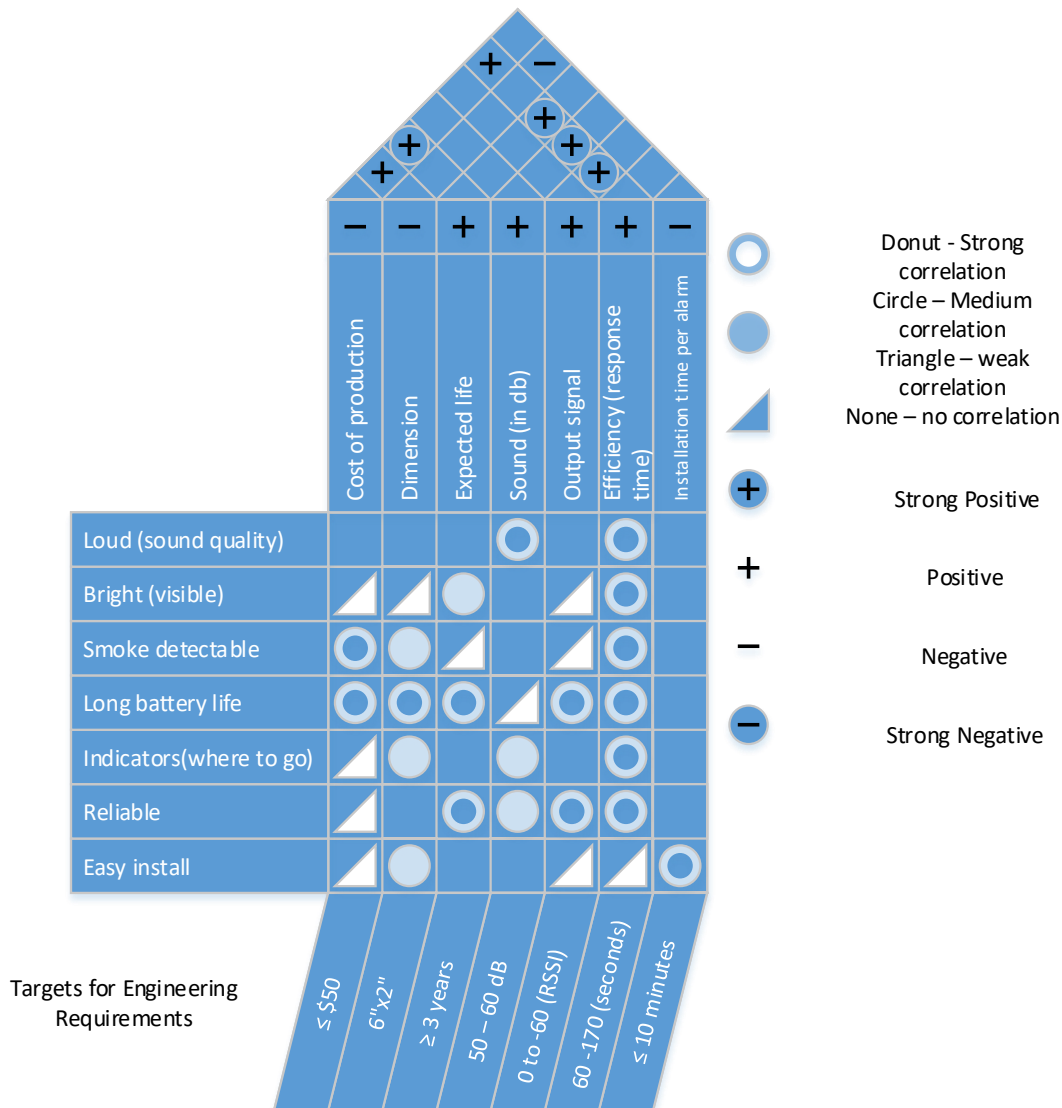 + −
+
+ +
+ +
− − + + + + −
Cost of production
Dimension
Expected life
Sound (in db)
Output signal
Efficiency (response
time)
Installation time per alarm
Donut - Strong
correlation
Circle – Medium
correlation
Triangle – weak
correlation
None – no correlation
+ Strong Positive
+ Positive
− Negative
− Strong Negative
Loud (sound quality)
Bright (visible)
Smoke detectable
Long battery life
Indicators(where to go)
Reliable
Easy install
Targets for Engineering
Requirements
≤ $50
6"x2"
≥ 3 years
50 – 60 dB
0 to -60 (RSSI)
60 -170 (seconds)
≤ 10 minutes